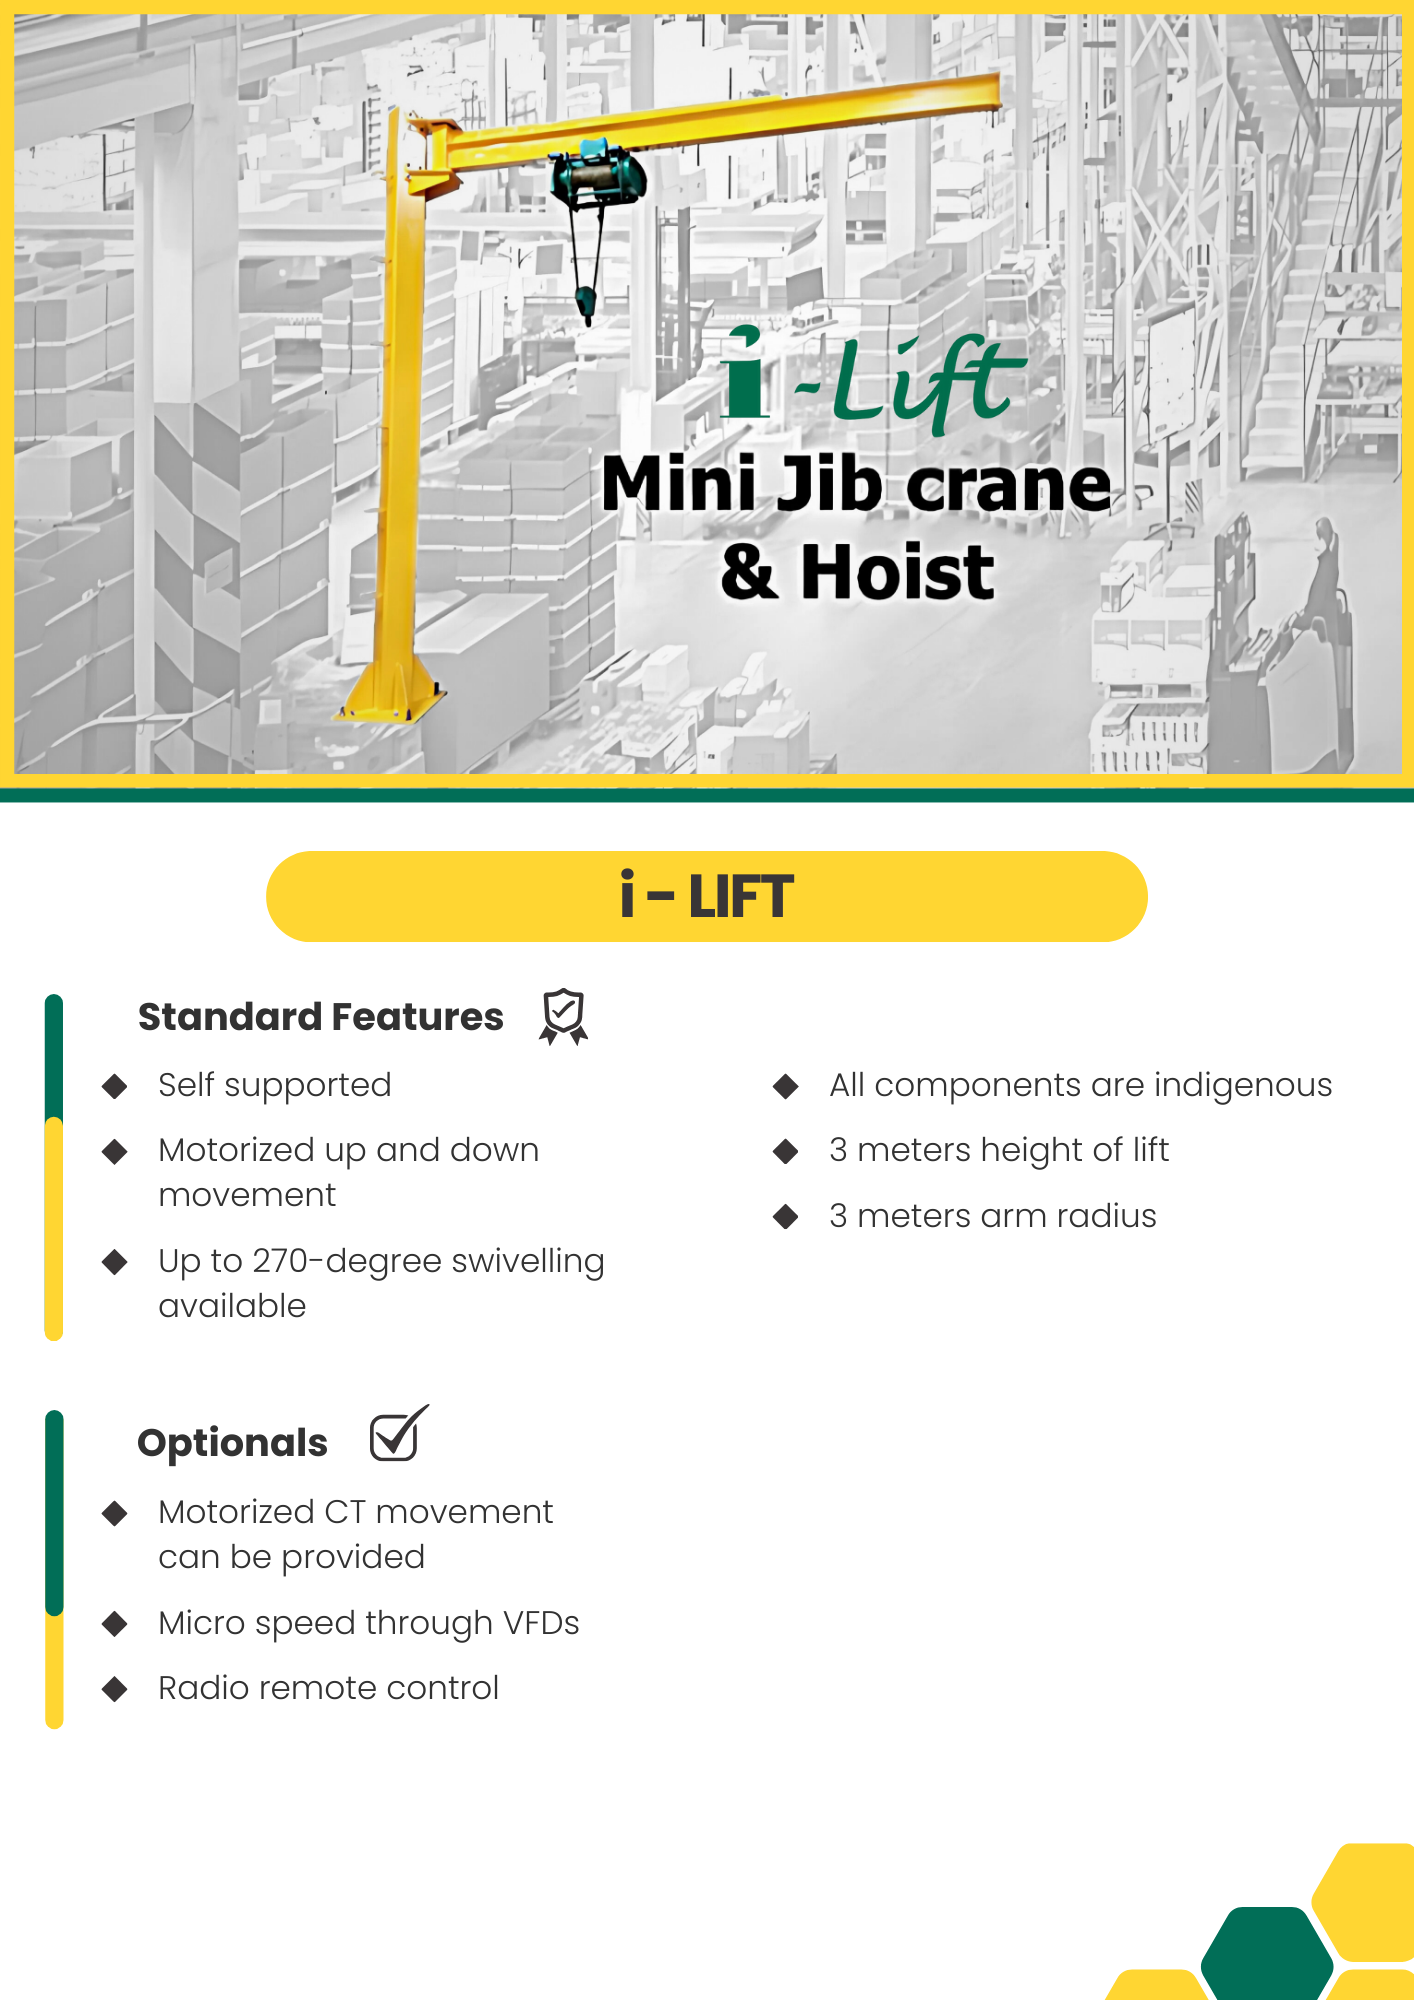 i-Lift
Mini Jib crane
& Hoist
i – LIFT
Standard Features
Self supported
Motorized up and down
movement
Up to 270-degree swivelling
available
All components are indigenous
3 meters height of lift
3 meters arm radius
Optionals
Motorized CT movement
can be provided
Micro speed through VFDs
Radio remote control